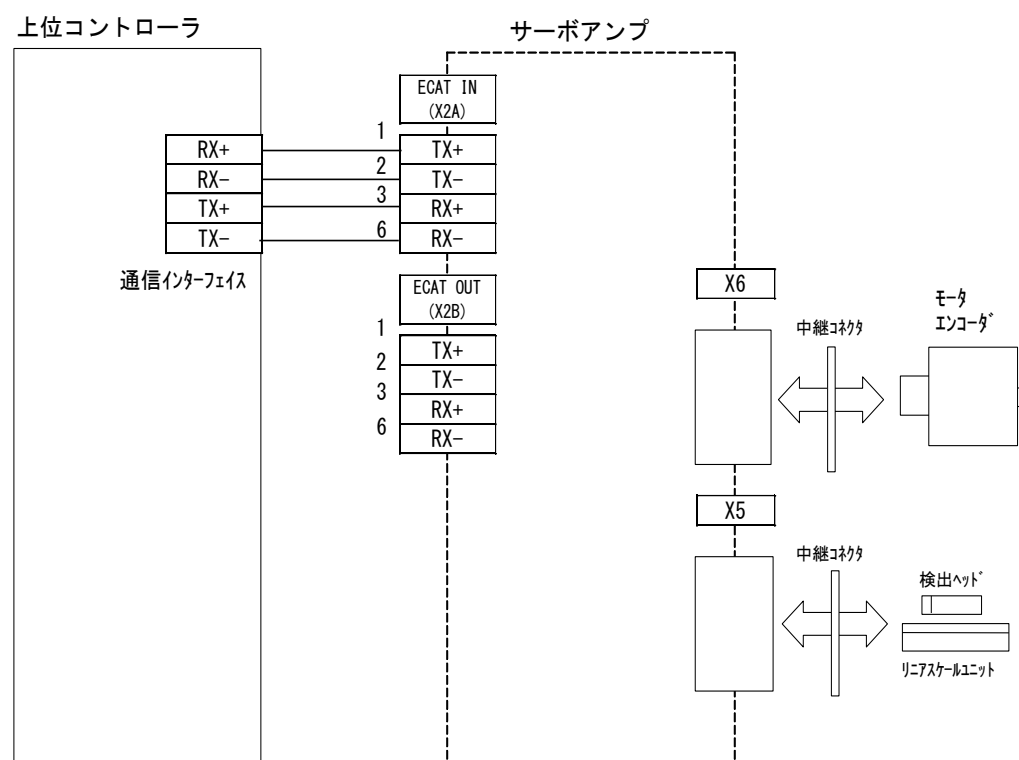 上位コントローラ
サーボアンプ
ECAT IN
(X2A)
1
RX+
TX+
2
RX-
TX-
3
TX+
RX+
6
TX-
RX-
通信ｲﾝﾀｰﾌｪｲｽ
ECAT OUT
(X2B)
1
TX+
2
TX-
3
RX+
6
RX-
X6
中継ｺﾈｸﾀ
ﾓｰﾀ
ｴﾝｺｰﾀﾞ
X5
中継ｺﾈｸﾀ
検出ﾍｯﾄﾞ
ﾘﾆｱｽｹｰﾙﾕﾆｯﾄ